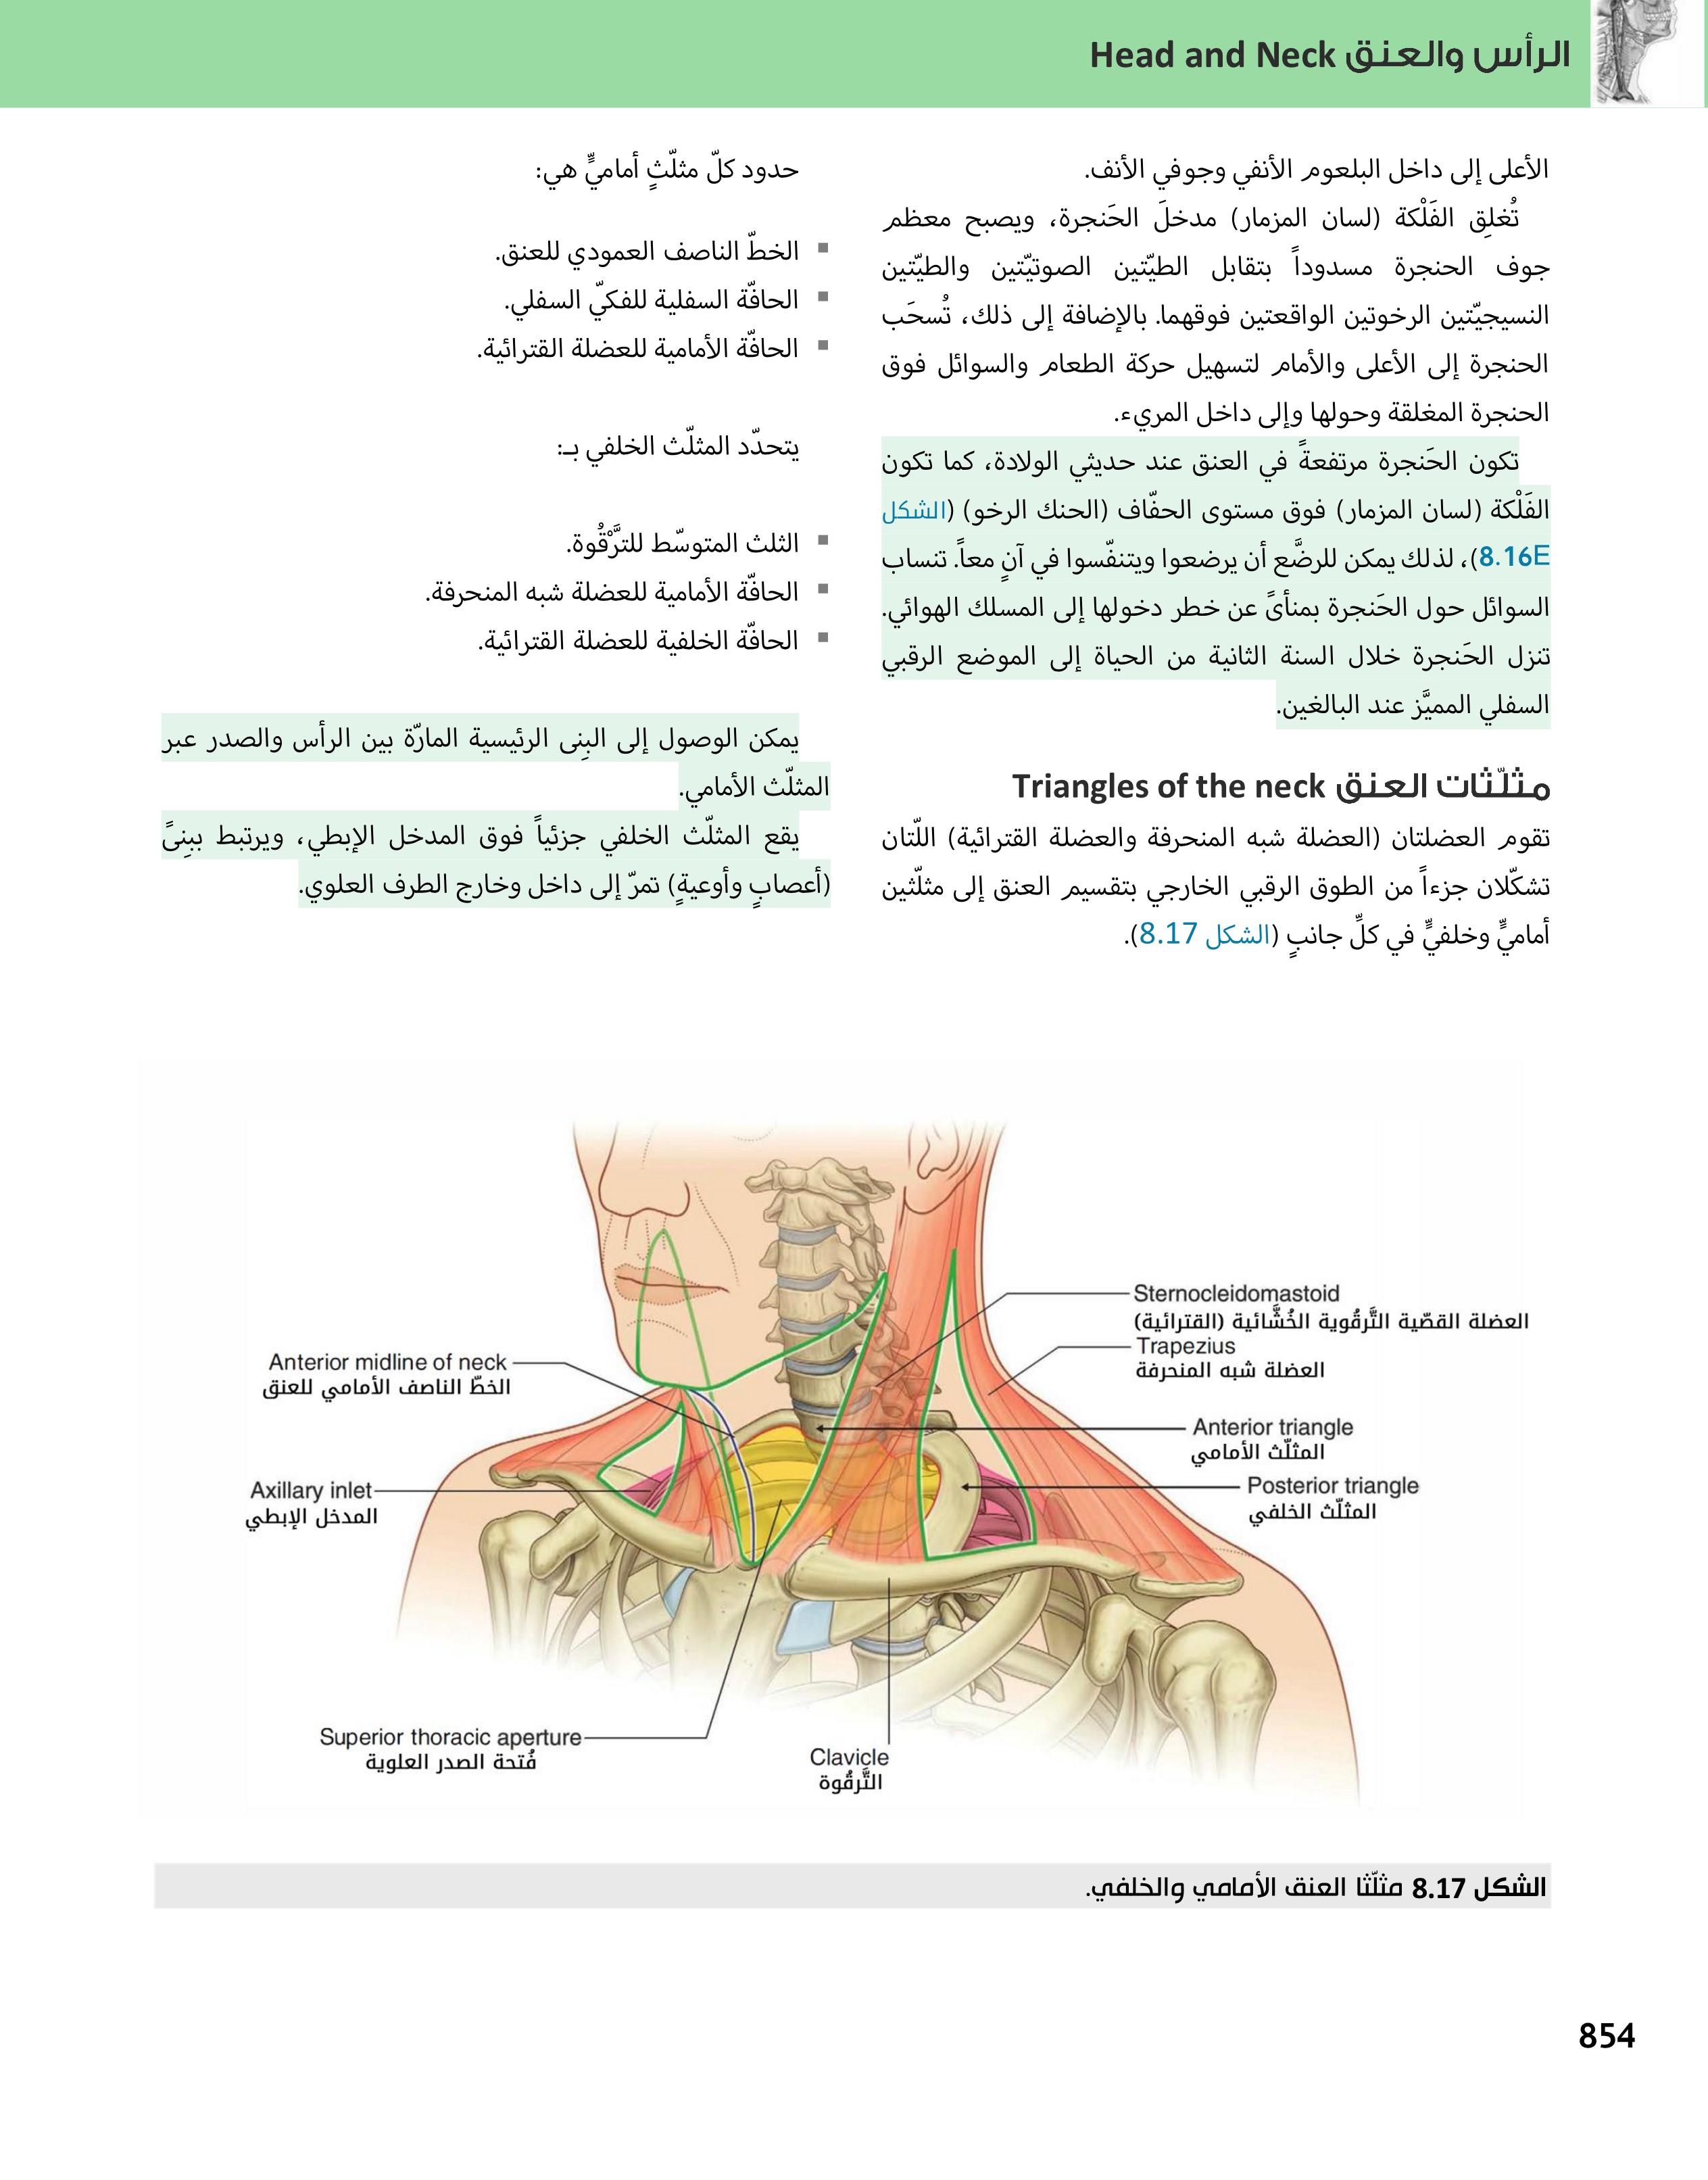 الرأس والعنق Head and Neck
الأعلى إلى داخل البلعوم الأنفي وجوفي الأنف.
تُغلِق الفَلْكة (لسان المزمار) مدخلَ الحَنجرة، ويصبح معظم
جوف الحنجرة مسدوداً بتقابل الطيّتين الصوتيّتين والطيّتين
النسيجيّتين الرخوتين الواقعتين فوقهما. بالإضافة إلى ذلك، تُسحَب
الحنجرة إلى الأعلى والأمام لتسهيل حركة الطعام والسوائل فوق
الحنجرة المغلقة وحولها وإلى داخل المريء.
تكون الحَنجرة مرتفعةً في العنق عند حديثي الولادة، كما تكون
الفَلْكة (لسان المزمار) فوق مستوى الحفّاف (الحنك الرخو) (الشكل
8.16E)، لذلك يمكن للرضَّع أن يرضعوا ويتنفّسوا في آنٍ معاً. تنساب
السوائل حول الحَنجرة بمنأىً عن خطر دخولها إلى المسلك الهوائي.
تنزل الحَنجرة خلال السنة الثانية من الحياة إلى الموضع الرقبي
السفلي المميَّز عند البالغين.
مثلّثات العنق Triangles of the neck
تقوم العضلتان (العضلة شبه المنحرفة والعضلة القترائية) اللّتان
تشكّلان جزءاً من الطوق الرقبي الخارجي بتقسيم العنق إلى مثلّثين
أماميٍّ وخلفيٍّ في كلِّ جانبٍ (الشكل 8.17).
حدود كلّ مثلّثٍ أماميٍّ هي:
▪ الخطّ الناصف العمودي للعنق.
▪ الحافّة السفلية للفكيّ السفلي.
▪ الحافّة الأمامية للعضلة القترائية.
يتحدّد المثلّث الخلفي بـ:
▪ الثلث المتوسّط للترَّقُوة.
▪ الحافّة الأمامية للعضلة شبه المنحرفة.
▪ الحافّة الخلفية للعضلة القترائية.
يمكن الوصول إلى البِنِى الرئيسية المارّة بين الرأس والصدر عبر
المثلّث الأمامي.
يقع المثلّث الخلفي جزئياً فوق المدخل الإبطي، ويرتبط ببِنِىً
(أعصابٍ وأوعيةٍ) تمرّ إلى داخل وخارج الطرف العلوي.
Sternocleidomastoid
العضلة القصّية التَّرقُوية الخُشَّائية (القترائية)
Trapezius
العضلة شبه المنحرفة
Anterior midline of neck
الخطّ الناصف الأمامي للعنق
Anterior triangle
المثلّث الأمامي
Posterior triangle
المثلّث الخلفي
Axillary inlet
المدخل الإبطي
Superior thoracic aperture
فُتحة الصدر العلوية
Clavicle
التَّرقُوة
الشكل 8.17 مثلّثا العنق الأمامي والخلفي.
854